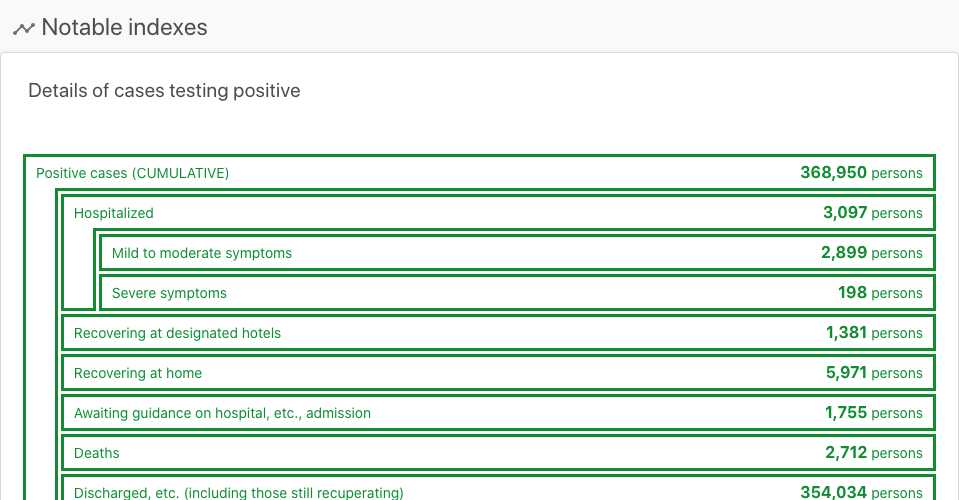 Notable indexes
Details of cases testing positive
Positive cases (CUMULATIVE) 368,950 persons
Hospitalized 3,097 persons
Mild to moderate symptoms 2,899 persons
Severe symptoms 198 persons
Recovering at designated hotels 1,381 persons
Recovering at home 5,971 persons
Awaiting guidance on hospital, etc., admission 1,755 persons
Deaths 2,712 persons
Discharged, etc. (including those still recuperating) 354,034 persons